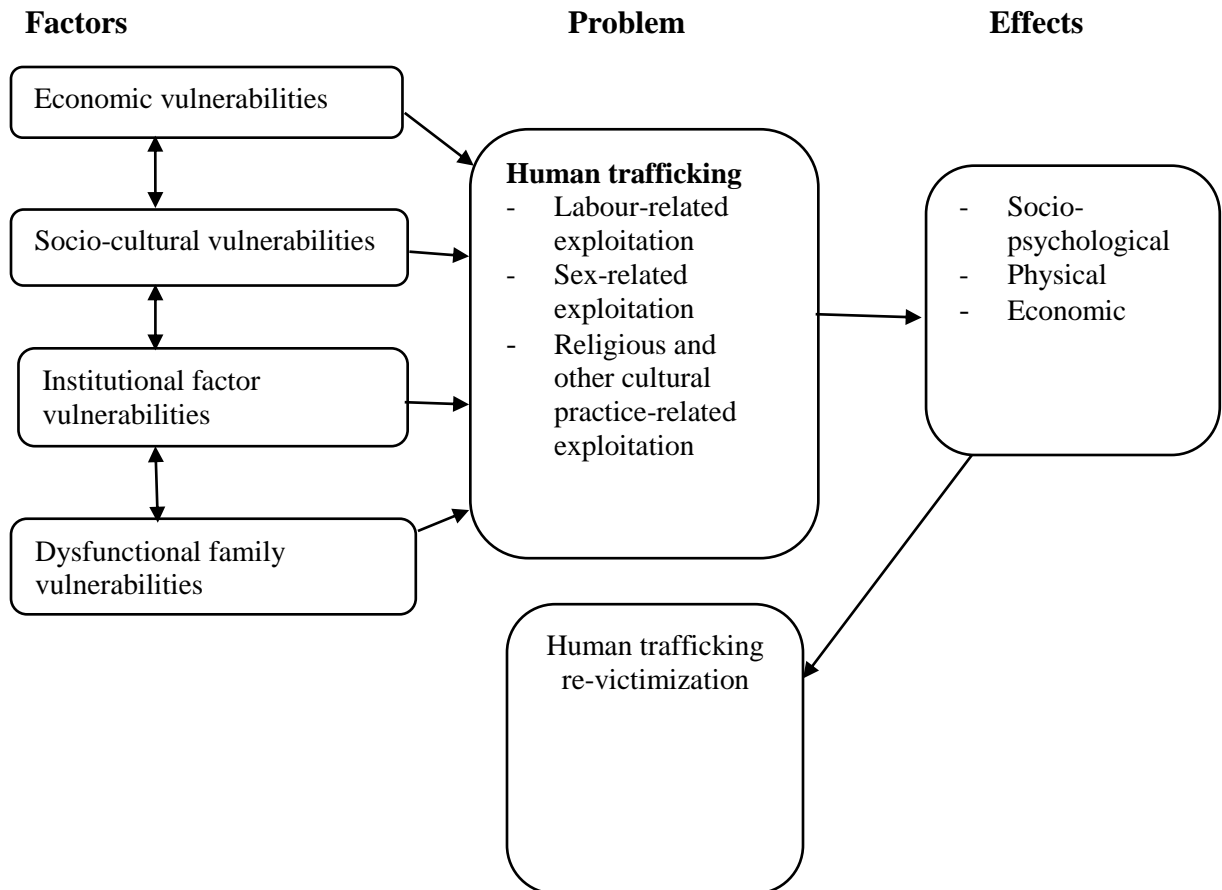 Factors
Problem
Effects
Economic vulnerabilities
Socio-cultural vulnerabilities
Institutional factor
vulnerabilities
Dysfunctional family
vulnerabilities
Human trafficking
- Labour-related
exploitation
- Sex-related
exploitation
- Religious and
other cultural
practice-related
exploitation
- Socio-
psychological
- Physical
- Economic
Human trafficking
re-victimization